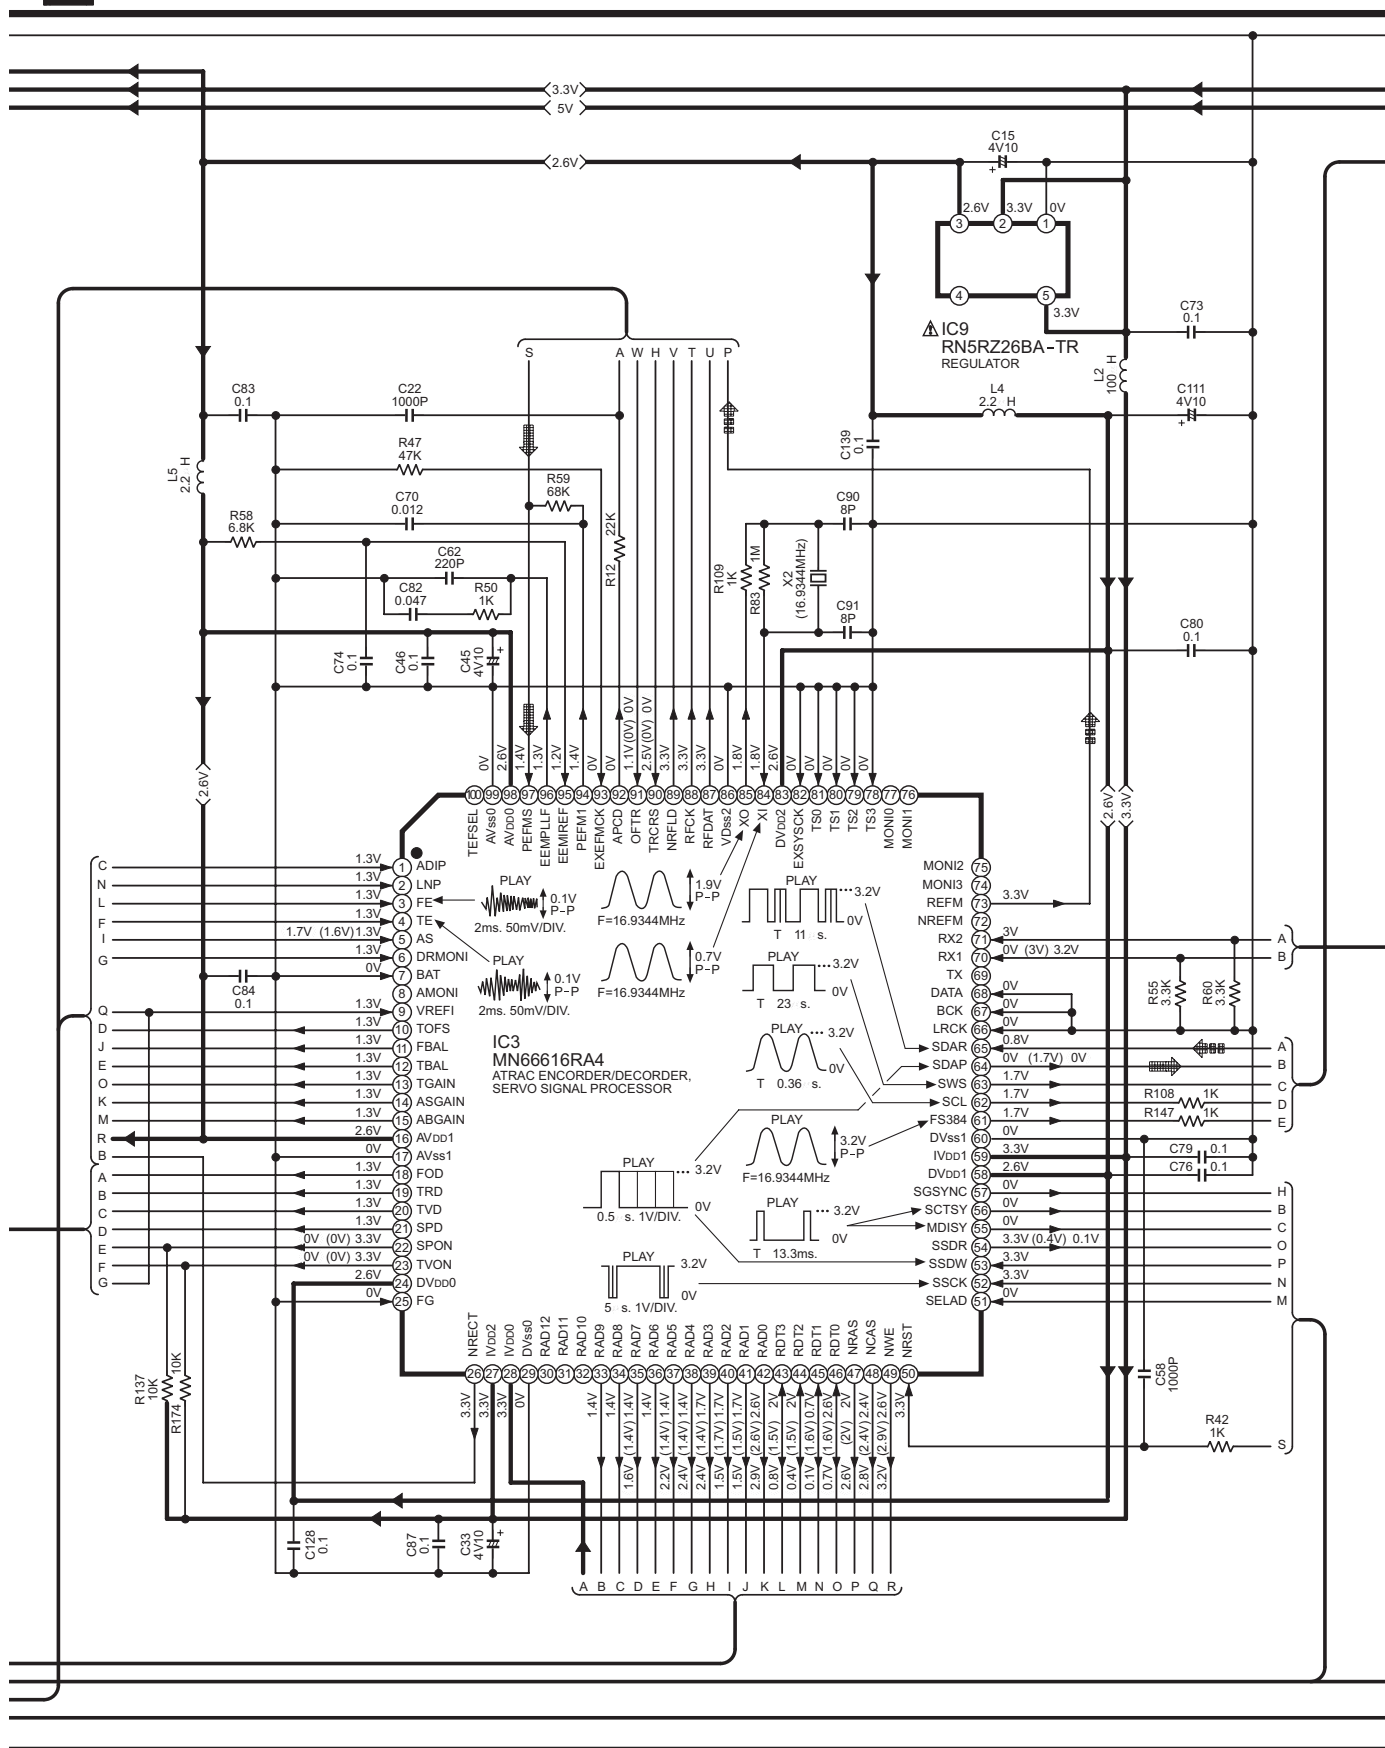 3.3V
5V
C15
4V10
+
2.6V
2.6V 3.3V 0V
3 2 1
4 5
3.3V
IC9
RN5RZ26BA-TR
REGULATOR
C73
0.1
L2
100 H
C111
4V10
+
L4
2.2 H
C139
0.1
S A W H V T U P
C83
0.1
C22
1000P
R47
47K
L5
2.2 H
R59
68K
C70
0.012
R58
6.8K
R12 22K
C62
220P
C82
0.047
R50
1K
C90
8P
R109
1K
R83 1M
X2
(16.9344MHz)
C91
8P
C80
0.1
C74
0.1
C46
0.1
C45
4V10
+
2.6V
2.6V
3.3V
0V
2.6V
1.4V
1.3V
1.2V
1.4V
0V
0V
1.1V(0V) 0V
2.5V(0V) 0V
3.3V
3.3V
3.3V
0V
1.8V
1.8V
2.6V
0V
0V
0V
0V
0V
100 99 98 97 96 95 94 93 92 91 90 89 88 87 86 85 84 83 82 81 80 79 78 77 76
TEFSEL
AVss0
AVDD0
PEFMS
EEMPLLF
EEMIREF
PEFM1
EXEFMCK
APCD
OFTR
TRCRS
NRFLD
RFCK
RFDAT
VDss2
XO
XI
DVDD2
EXSYSCK
TS0
TS1
TS2
TS3
MONI0
MONI1
C 1.3V 1 ADIP
N 1.3V 2 LNP
L 1.3V 3 FE
F 1.3V 4 TE
I 1.7V (1.6V)1.3V 5 AS
G 1.3V 6 DRMONI
0V 7 BAT
C84
0.1
8 AMONI
Q 1.3V 9 VREFI
D 1.3V 10 TOFS
J 1.3V 11 FBAL
E 1.3V 12 TBAL
O 1.3V 13 TGAIN
K 1.3V 14 ASGAIN
M 1.3V 15 ABGAIN
R 2.6V 16 AVDD1
B 0V 17 AVss1
A 1.3V 18 FOD
B 1.3V 19 TRD
C 1.3V 20 TVD
D 1.3V 21 SPD
E 0V (0V) 3.3V 22 SPON
F 0V (0V) 3.3V 23 TVON
G 2.6V 24 DVDD0
0V 25 FG
PLAY
0.1V
P-P
2ms. 50mV/DIV.
PLAY
0.1V
P-P
2ms. 50mV/DIV.
1.9V
P-P
F=16.9344MHz
0.7V
P-P
F=16.9344MHz
IC3
MN66616RA4
ATRAC ENCORDER/DECORDER,
SERVO SIGNAL PROCESSOR
PLAY
3.2V
0V
T 11 s.
PLAY
3.2V
0V
T 23 s.
PLAY
3.2V
0V
T 0.36 s.
PLAY
3.2V
P-P
F=16.9344MHz
PLAY
3.2V
0V
0.5 s. 1V/DIV.
PLAY
3.2V
0V
T 13.3ms.
PLAY
3.2V
0V
5 s. 1V/DIV.
MONI2 75
MONI3 74
REFM 73 3.3V
NREFM 72
RX2 71 3V A
RX1 70 0V (3V) 3.2V B
TX 69
DATA 68 0V
BCK 67 0V
LRCK 66 0V
R55
3.3K
R60
3.3K
SDAR 65 0.8V A
SDAP 64 0V (1.7V) 0V B
SWS 63 1.7V C
SCL 62 1.7V R108 1K D
FS384 61 1.7V R147 1K E
DVss1 60 0V
IVDD1 59 3.3V C79 0.1
DVDD1 58 2.6V C76 0.1
SGSYNC 57 0V H
SCTSY 56 0V B
MDISY 55 0V C
SSDR 54 3.3V (0.4V) 0.1V O
SSDW 53 3.3V P
SSCK 52 3.3V N
SELAD 51 0V M
NRECT
IVDD2
IVDD0
DVss0
RAD12
RAD11
RAD10
RAD9
RAD8
RAD7
RAD6
RAD5
RAD4
RAD3
RAD2
RAD1
RAD0
RDT3
RDT2
RDT1
RDT0
NRAS
NCAS
NWE
NRST
26 27 28 29 30 31 32 33 34 35 36 37 38 39 40 41 42 43 44 45 46 47 48 49 50
3.3V
3.3V
3.3V
0V
1.4V
1.4V
1.6V (1.4V) 1.4V
1.4V
2.2V (1.4V) 1.4V
2.4V (1.4V) 1.4V
2.4V (1.4V) 1.7V
1.5V (1.7V) 1.7V
1.5V (1.5V) 1.7V
2.9V (2.6V) 2.6V
0.8V (1.5V) 2V
0.4V (1.5V) 2V
0.1V (1.6V) 0.7V
0.7V (1.6V) 2.6V
2.6V (2V) 2V
2.8V (2.4V) 2.4V
3.2V (2.9V) 2.6V
3.3V
R137
10K
R174
10K
C58
1000P
R42
1K
S
C128
0.1
C87
0.1
C33
4V10
+
A B C D E F G H I J K L M N O P Q R